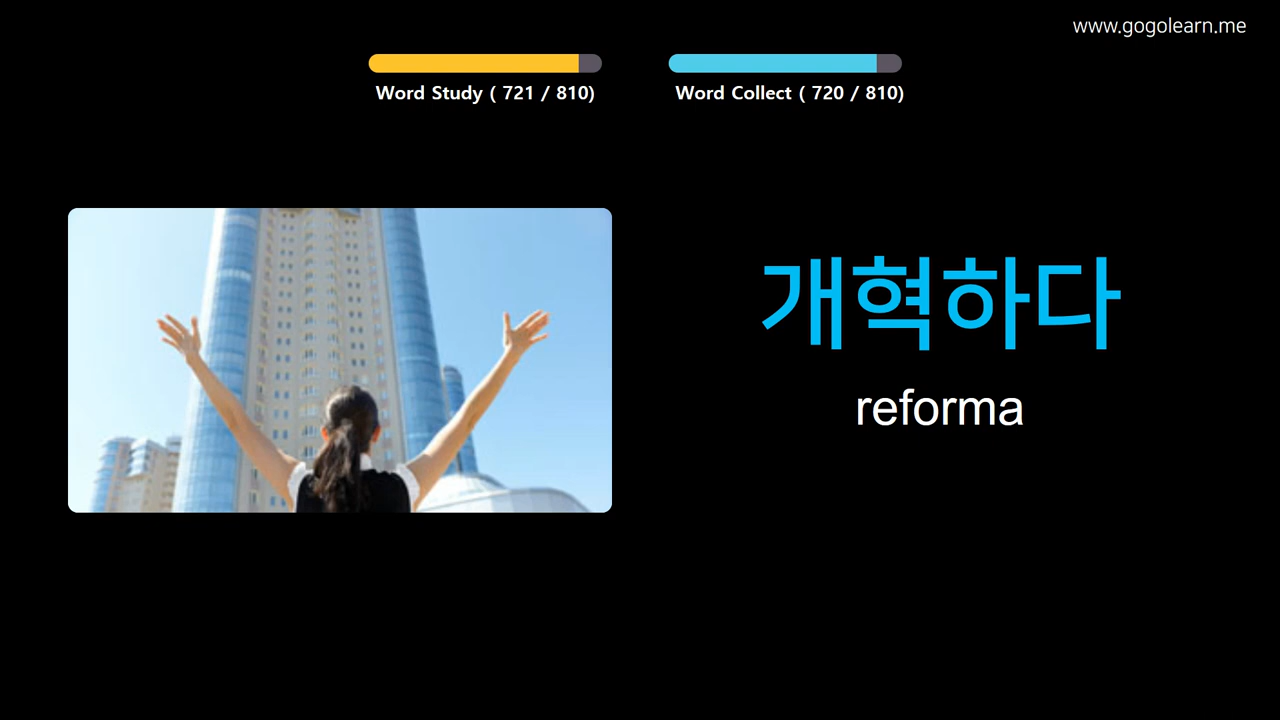 www.gogolearn.me
Word Study ( 721 / 810)
Word Collect ( 720 / 810)
개혁하다
reforma